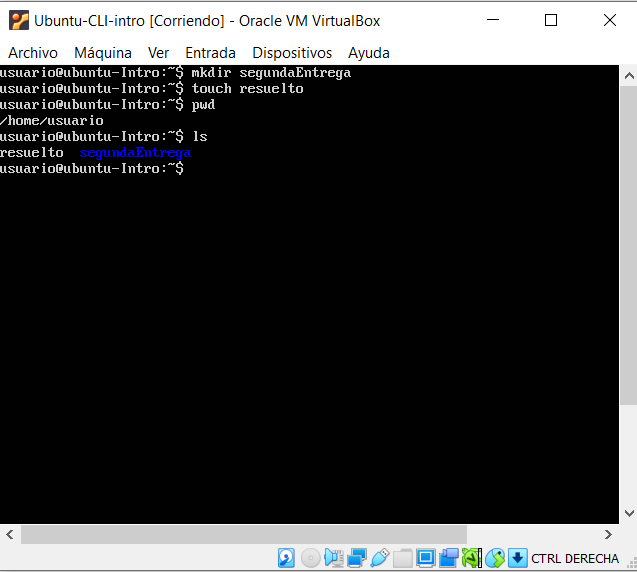 Ubuntu-CLI-intro [Corriendo] - Oracle VM VirtualBox
Archivo Máquina Ver Entrada Dispositivos Ayuda
usuario@ubuntu-Intro:~$ mkdir segundaEntrega
usuario@ubuntu-Intro:~$ touch resuelto
usuario@ubuntu-Intro:~$ pwd
/home/usuario
usuario@ubuntu-Intro:~$ ls
resuelto segundaEntrega
usuario@ubuntu-Intro:~$
CTRL DERECHA